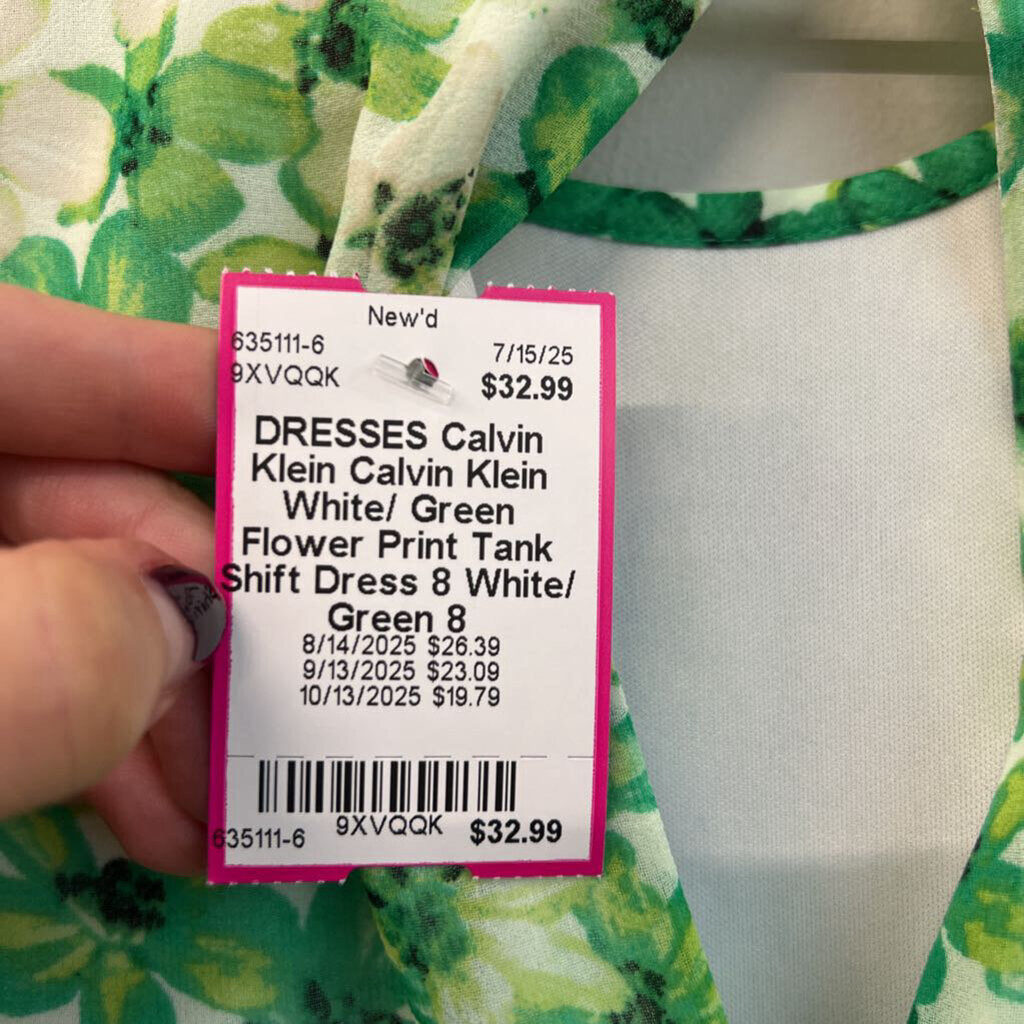 New'd
635111-6
7/15/25
9XVQQK
$32.99
DRESSES Calvin
Klein Calvin Klein
White/ Green
Flower Print Tank
Shift Dress 8 White/
Green 8
8/14/2025 $26.39
9/13/2025 $23.09
10/13/2025 $19.79
635111-6
9XVQQK
$32.99